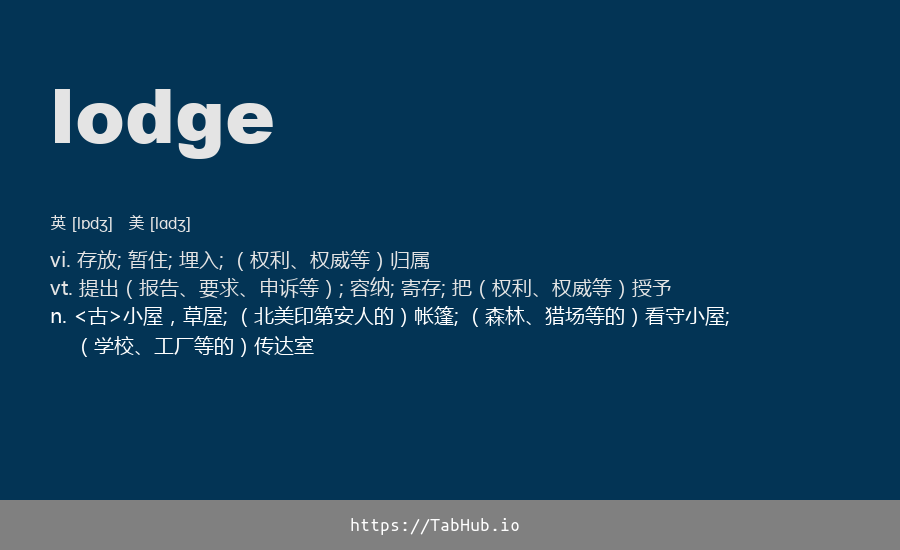 lodge
英 [lɒdʒ] 美 [lɑdʒ]
vi. 存放; 暂住; 埋入; （权利、权威等）归属
vt. 提出（报告、要求、申诉等）; 容纳; 寄存; 把（权利、权威等）授予
n. <古>小屋，草屋; （北美印第安人的）帐篷; （森林、猎场等的）看守小屋;
（学校、工厂等的）传达室
https://TabHub.io